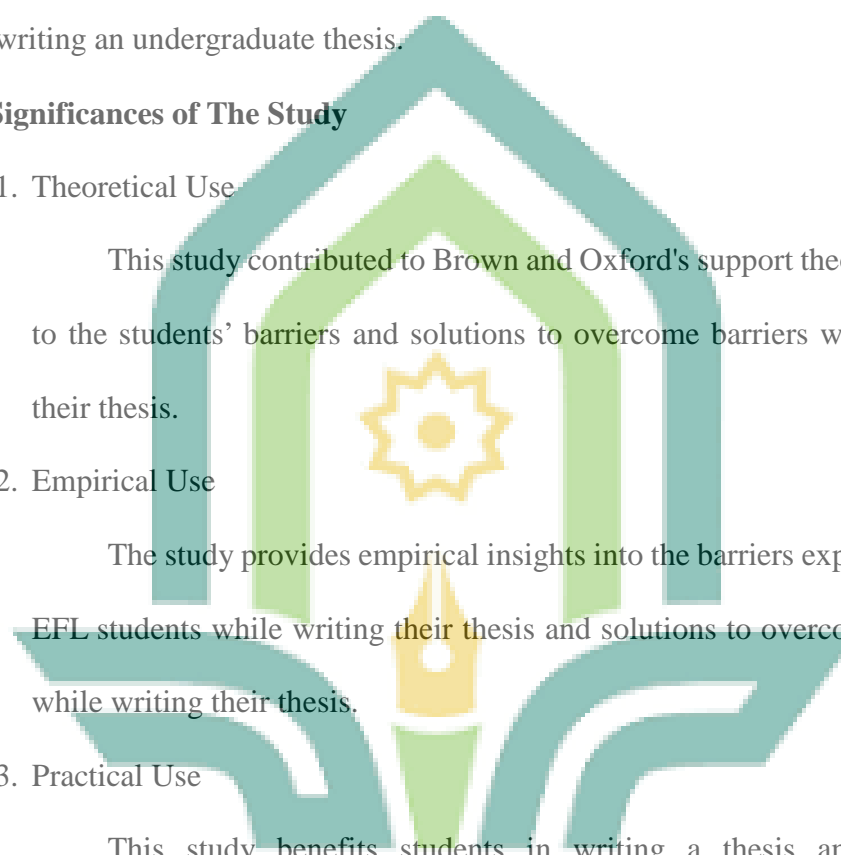 writing an undergraduate thesis.
Significances of The Study
1. Theoretical Use
This study contributed to Brown and Oxford's support
to the students’ barriers and solutions to overcome barriers
their thesis.
2. Empirical Use
The study provides empirical insights into the barriers
EFL students while writing their thesis and solutions to
while writing their thesis.
3. Practical Use
This study benefits students in writing a thesis